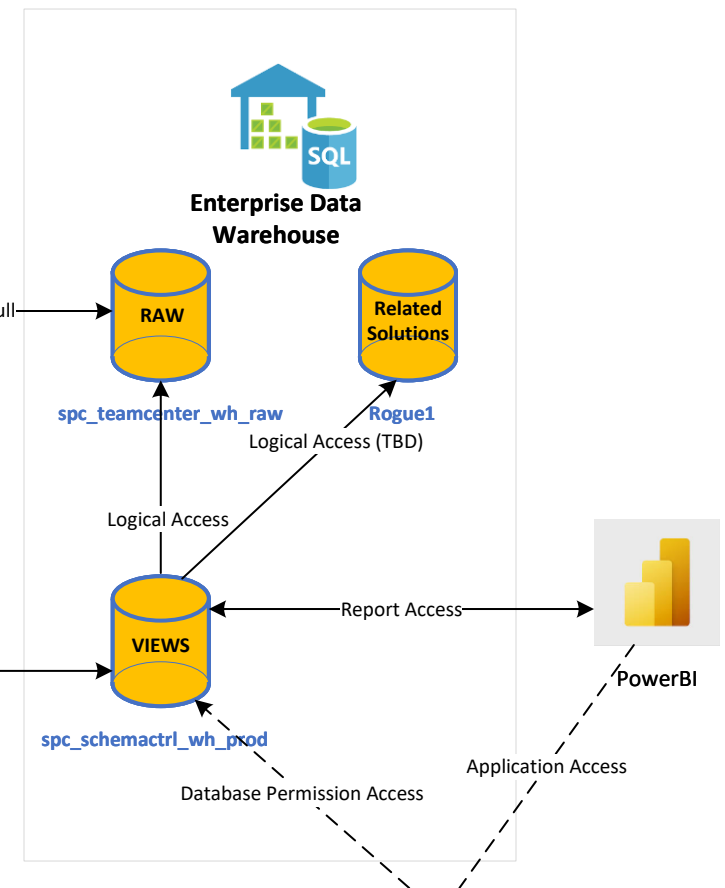 SQL
Enterprise Data
Warehouse
RAW
Related
Solutions
ull
spc_teamcenter_wh_raw
Rogue1
Logical Access (TBD)
Logical Access
Report Access
VIEWS
PowerBI
spc_schemactrl_wh_prod
Application Access
Database Permission Access